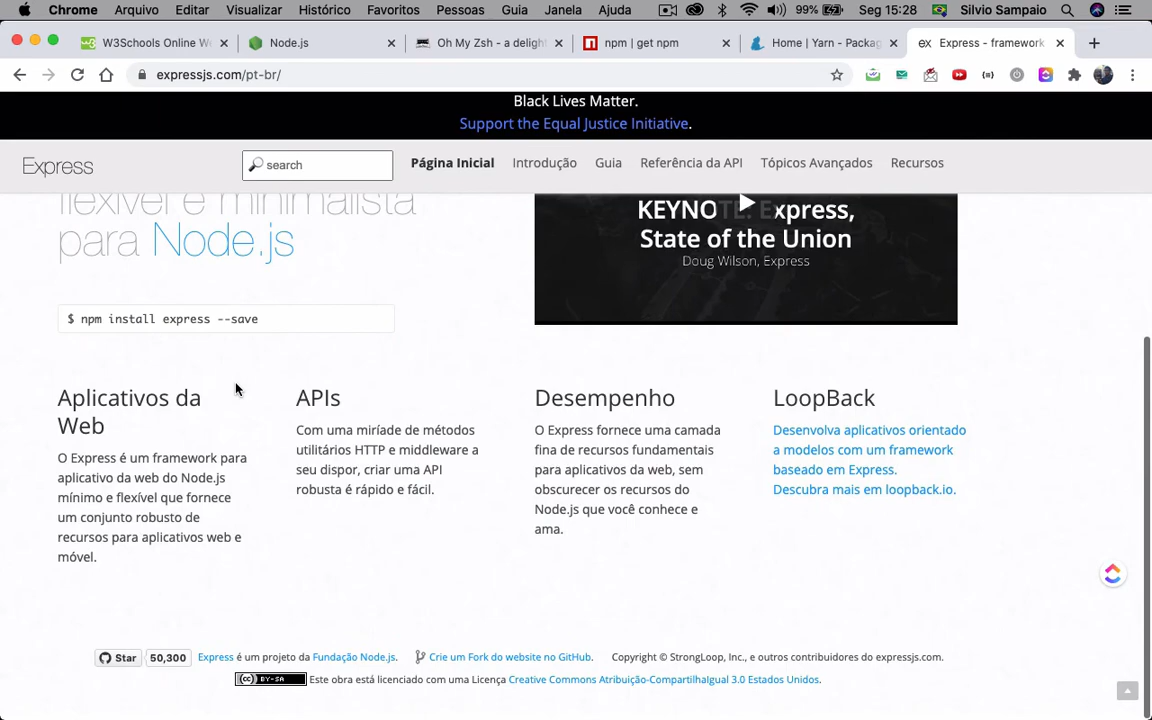 Chrome Arquivo Editar Visualizar Histórico Favoritos Pessoas Guia Janela Ajuda 99% Seg 15:28 Silvio Sampaio
W3Schools Online We Node.js Oh My Zsh - a deligh npm | get npm Home | Yarn - Packag Express - framework
expressjs.com/pt-br/
Black Lives Matter.
Support the Equal Justice Initiative.
Express search Página Inicial Introdução Guia Referência da API Tópicos Avançados Recursos
flexível e minimalista
para Node.js
KEYNOTE: Express,
State of the Union
Doug Wilson, Express
$ npm install express --save
Aplicativos da
Web
O Express é um framework para
aplicativo da web do Node.js
mínimo e flexível que fornece
um conjunto robusto de
recursos para aplicativos web e
móvel.
APIs
Com uma miríade de métodos
utilitários HTTP e middleware a
seu dispor, criar uma API
robusta é rápido e fácil.
Desempenho
O Express fornece uma camada
fina de recursos fundamentais
para aplicativos da web, sem
obscurecer os recursos do
Node.js que você conhece e
ama.
LoopBack
Desenvolva aplicativos orientado
a modelos com um framework
baseado em Express.
Descubra mais em loopback.io.
Star 50,300 Express é um projeto da Fundação Node.js. Crie um Fork do website no GitHub. Copyright © StrongLoop, Inc., e outros contribuidores do expressjs.com.
cc BY-SA Este obra está licenciado com uma Licença Creative Commons Atribuição-CompartilhaIgual 3.0 Estados Unidos.